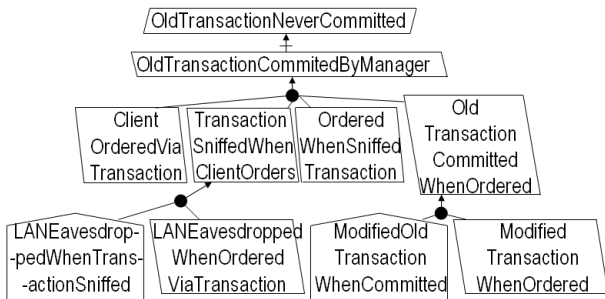 OldTransactionNeverCommitted
OldTransactionCommitedByManager
Client
OrderedVia
Transaction
Transaction
SniffedWhen
ClientOrders
Ordered
WhenSniffed
Transaction
Old
Transaction
Committed
WhenOrdered
LANEavesdrop-
-pedWhenTrans-
-actionSniffed
LANEavesdropped
WhenOrdered
ViaTransaction
ModifiedOld
Transaction
WhenCommitted
Modified
Transaction
WhenOrdered